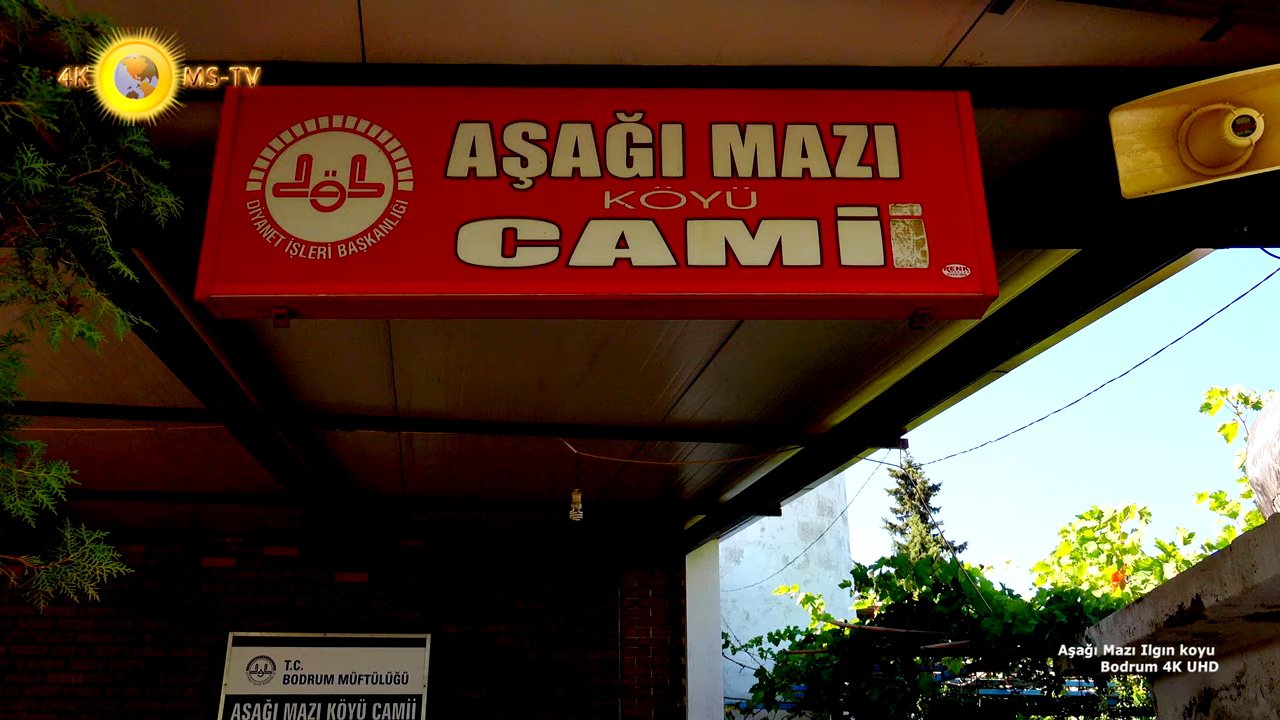 4K MS-TV
AŞAĞI MAZI
KÖYÜ
CAMİİ
DİYANET İŞLERİ BAŞKANLIĞI
RENK
T.C.
BODRUM MÜFTÜLÜĞÜ
AŞAĞI MAZI KÖYÜ CAMİİ
Aşağı Mazı Ilgın koyu
Bodrum 4K UHD